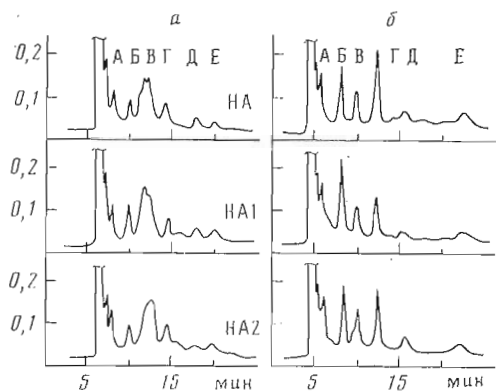 а б
0,2 А Б В Г Д Е А Б В Г Д Е
0,1 НА
0,2
0,1 НА1
0,2
0,1 НА2
5 15 мин 5 15 мин